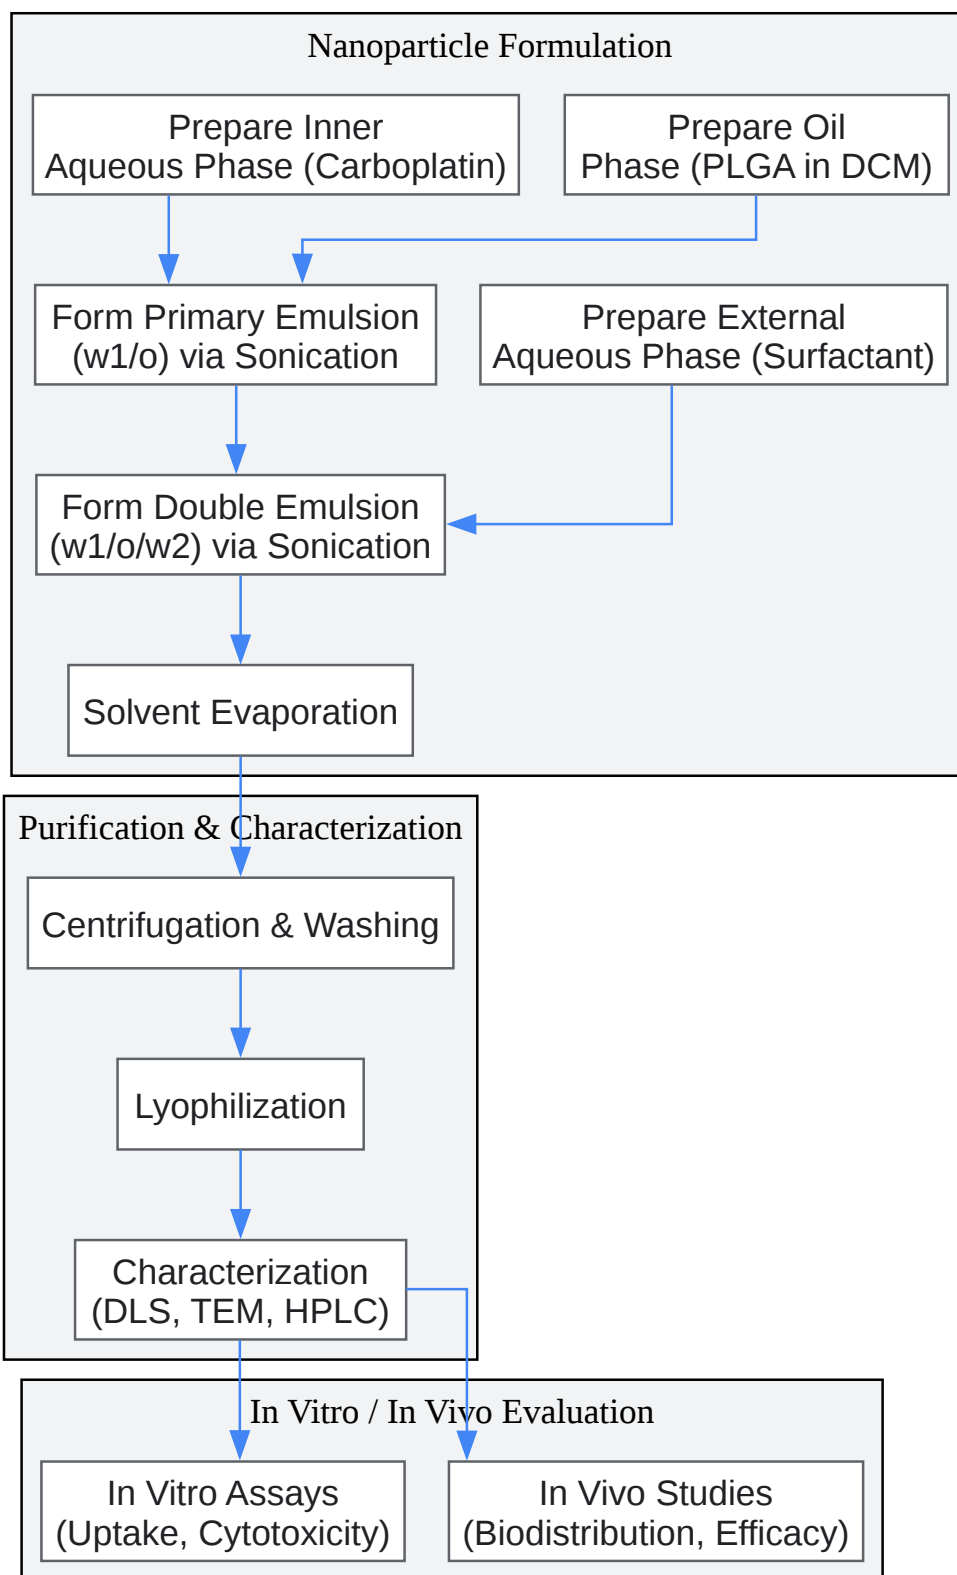 Nanoparticle Formulation
Prepare Inner
Aqueous Phase (Carboplatin)
Prepare Oil
Phase (PLGA in DCM)
Form Primary Emulsion
(w1/o) via Sonication
Prepare External
Aqueous Phase (Surfactant)
Form Double Emulsion
(w1/o/w2) via Sonication
Solvent Evaporation
Purification & Characterization
Centrifugation & Washing
Lyophilization
Characterization
(DLS, TEM, HPLC)
In Vitro / In Vivo Evaluation
In Vitro Assays
(Uptake, Cytotoxicity)
In Vivo Studies
(Biodistribution, Efficacy)